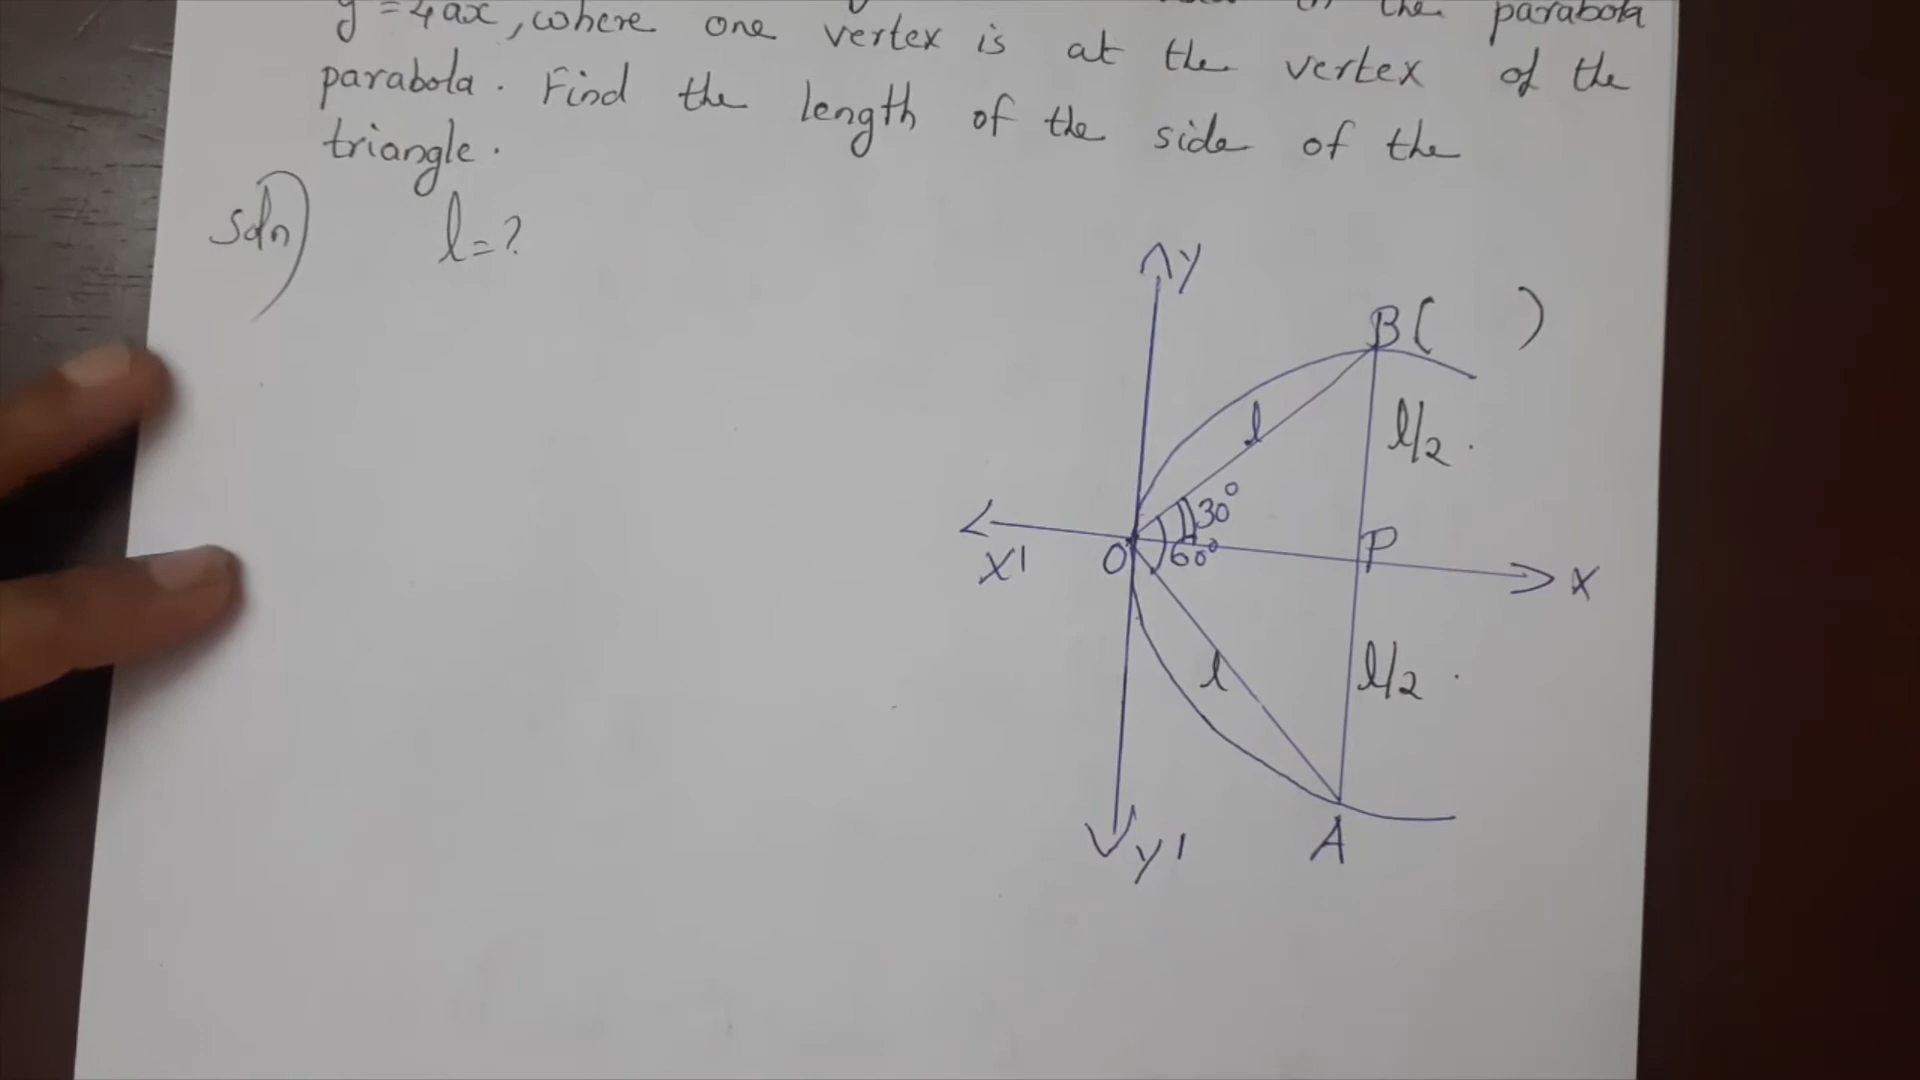 y = 4ax, where one vertex is at the vertex of the
parabola. Find the length of the side of the
triangle.
the parabola
Soln) l=?
Y
B( )
l
l/2
30°
60°
X'
O
P
X
l
l/2
A
Y'